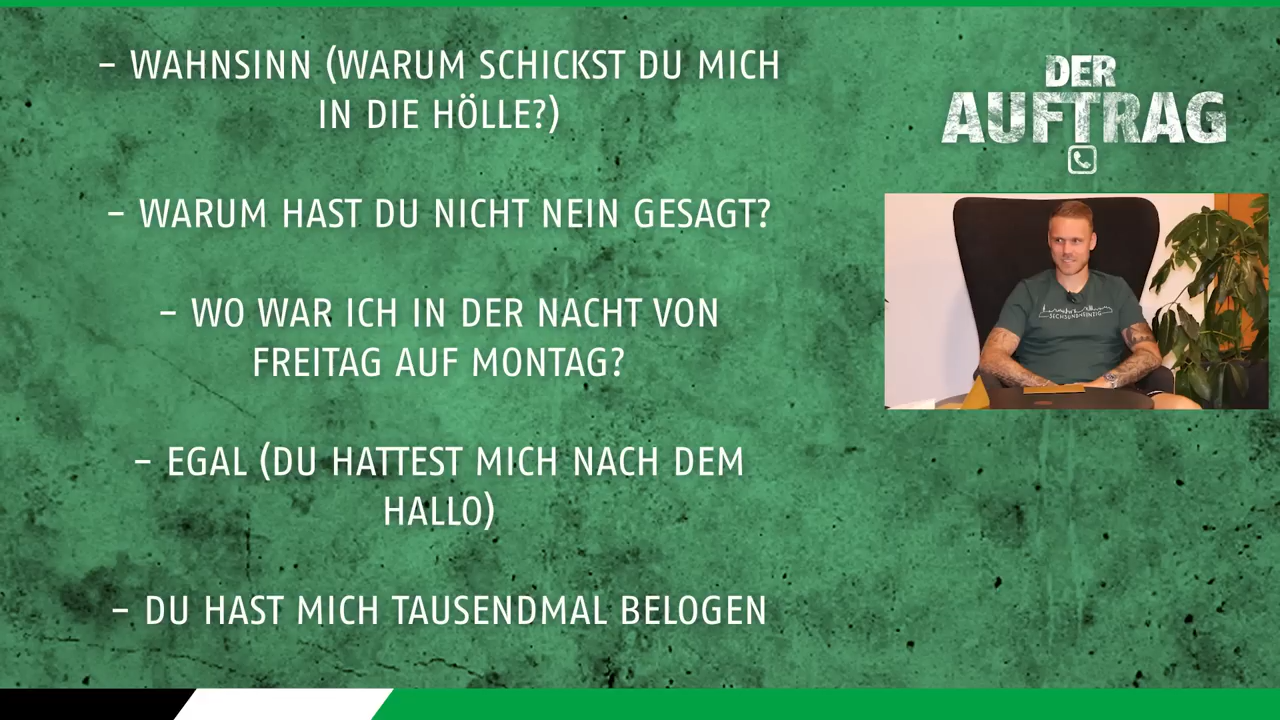 – WAHNSINN (WARUM SCHICKST DU MICH
IN DIE HÖLLE?)
– WARUM HAST DU NICHT NEIN GESAGT?
– WO WAR ICH IN DER NACHT VON
FREITAG AUF MONTAG?
– EGAL (DU HATTEST MICH NACH DEM
HALLO)
– DU HAST MICH TAUSENDMAL BELOGEN
DER
AUFTRAG